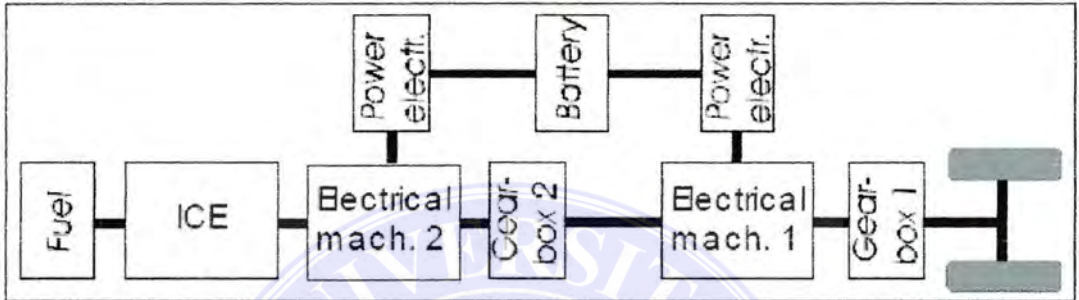 Power
electr.
Battery
Power
electr.
Fuel
ICE
Electrical
mach. 2
Gear-
box 2
Electrical
mach. 1
Gear-
box 1
VERSIT